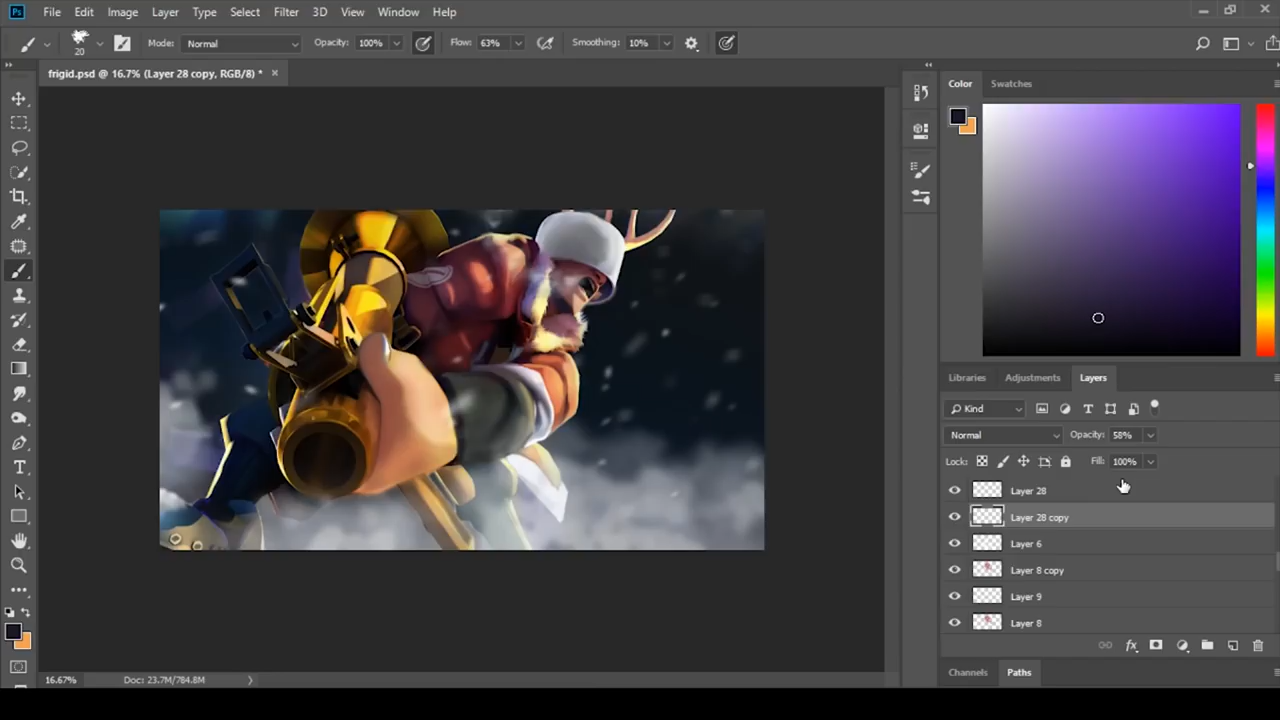 Ps File Edit Image Layer Type Select Filter 3D View Window Help
20 Mode: Normal Opacity: 100% Flow: 63% Smoothing: 10%
frigid.psd @ 16.7% (Layer 28 copy, RGB/8) *
Color Swatches
Libraries Adjustments Layers
Kind
Normal Opacity: 58%
Lock: Fill: 100%
Layer 28
Layer 28 copy
Layer 6
Layer 8 copy
Layer 9
Layer 8
fx
Channels Paths
16.67% Doc: 23.7M/784.8M